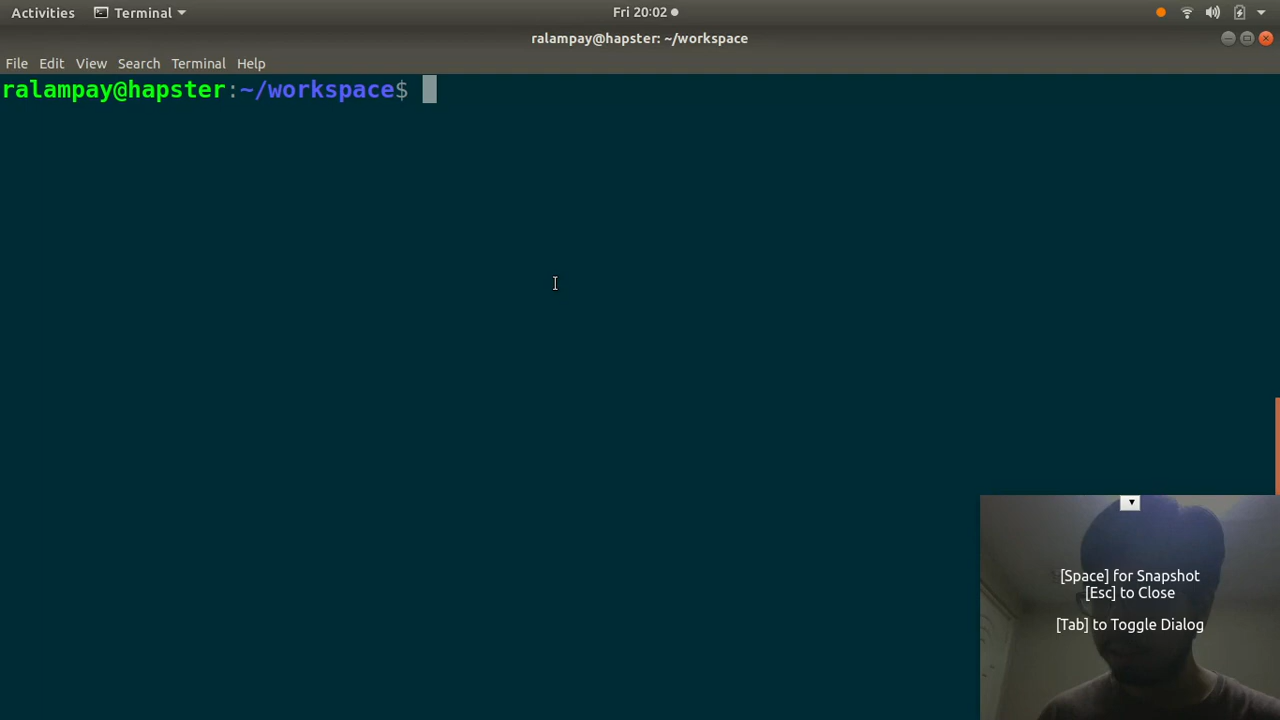 Activities Terminal Fri 20:02
ralampay@hapster: ~/workspace
File Edit View Search Terminal Help
ralampay@hapster:~/workspace$
[Space] for Snapshot
[Esc] to Close
[Tab] to Toggle Dialog